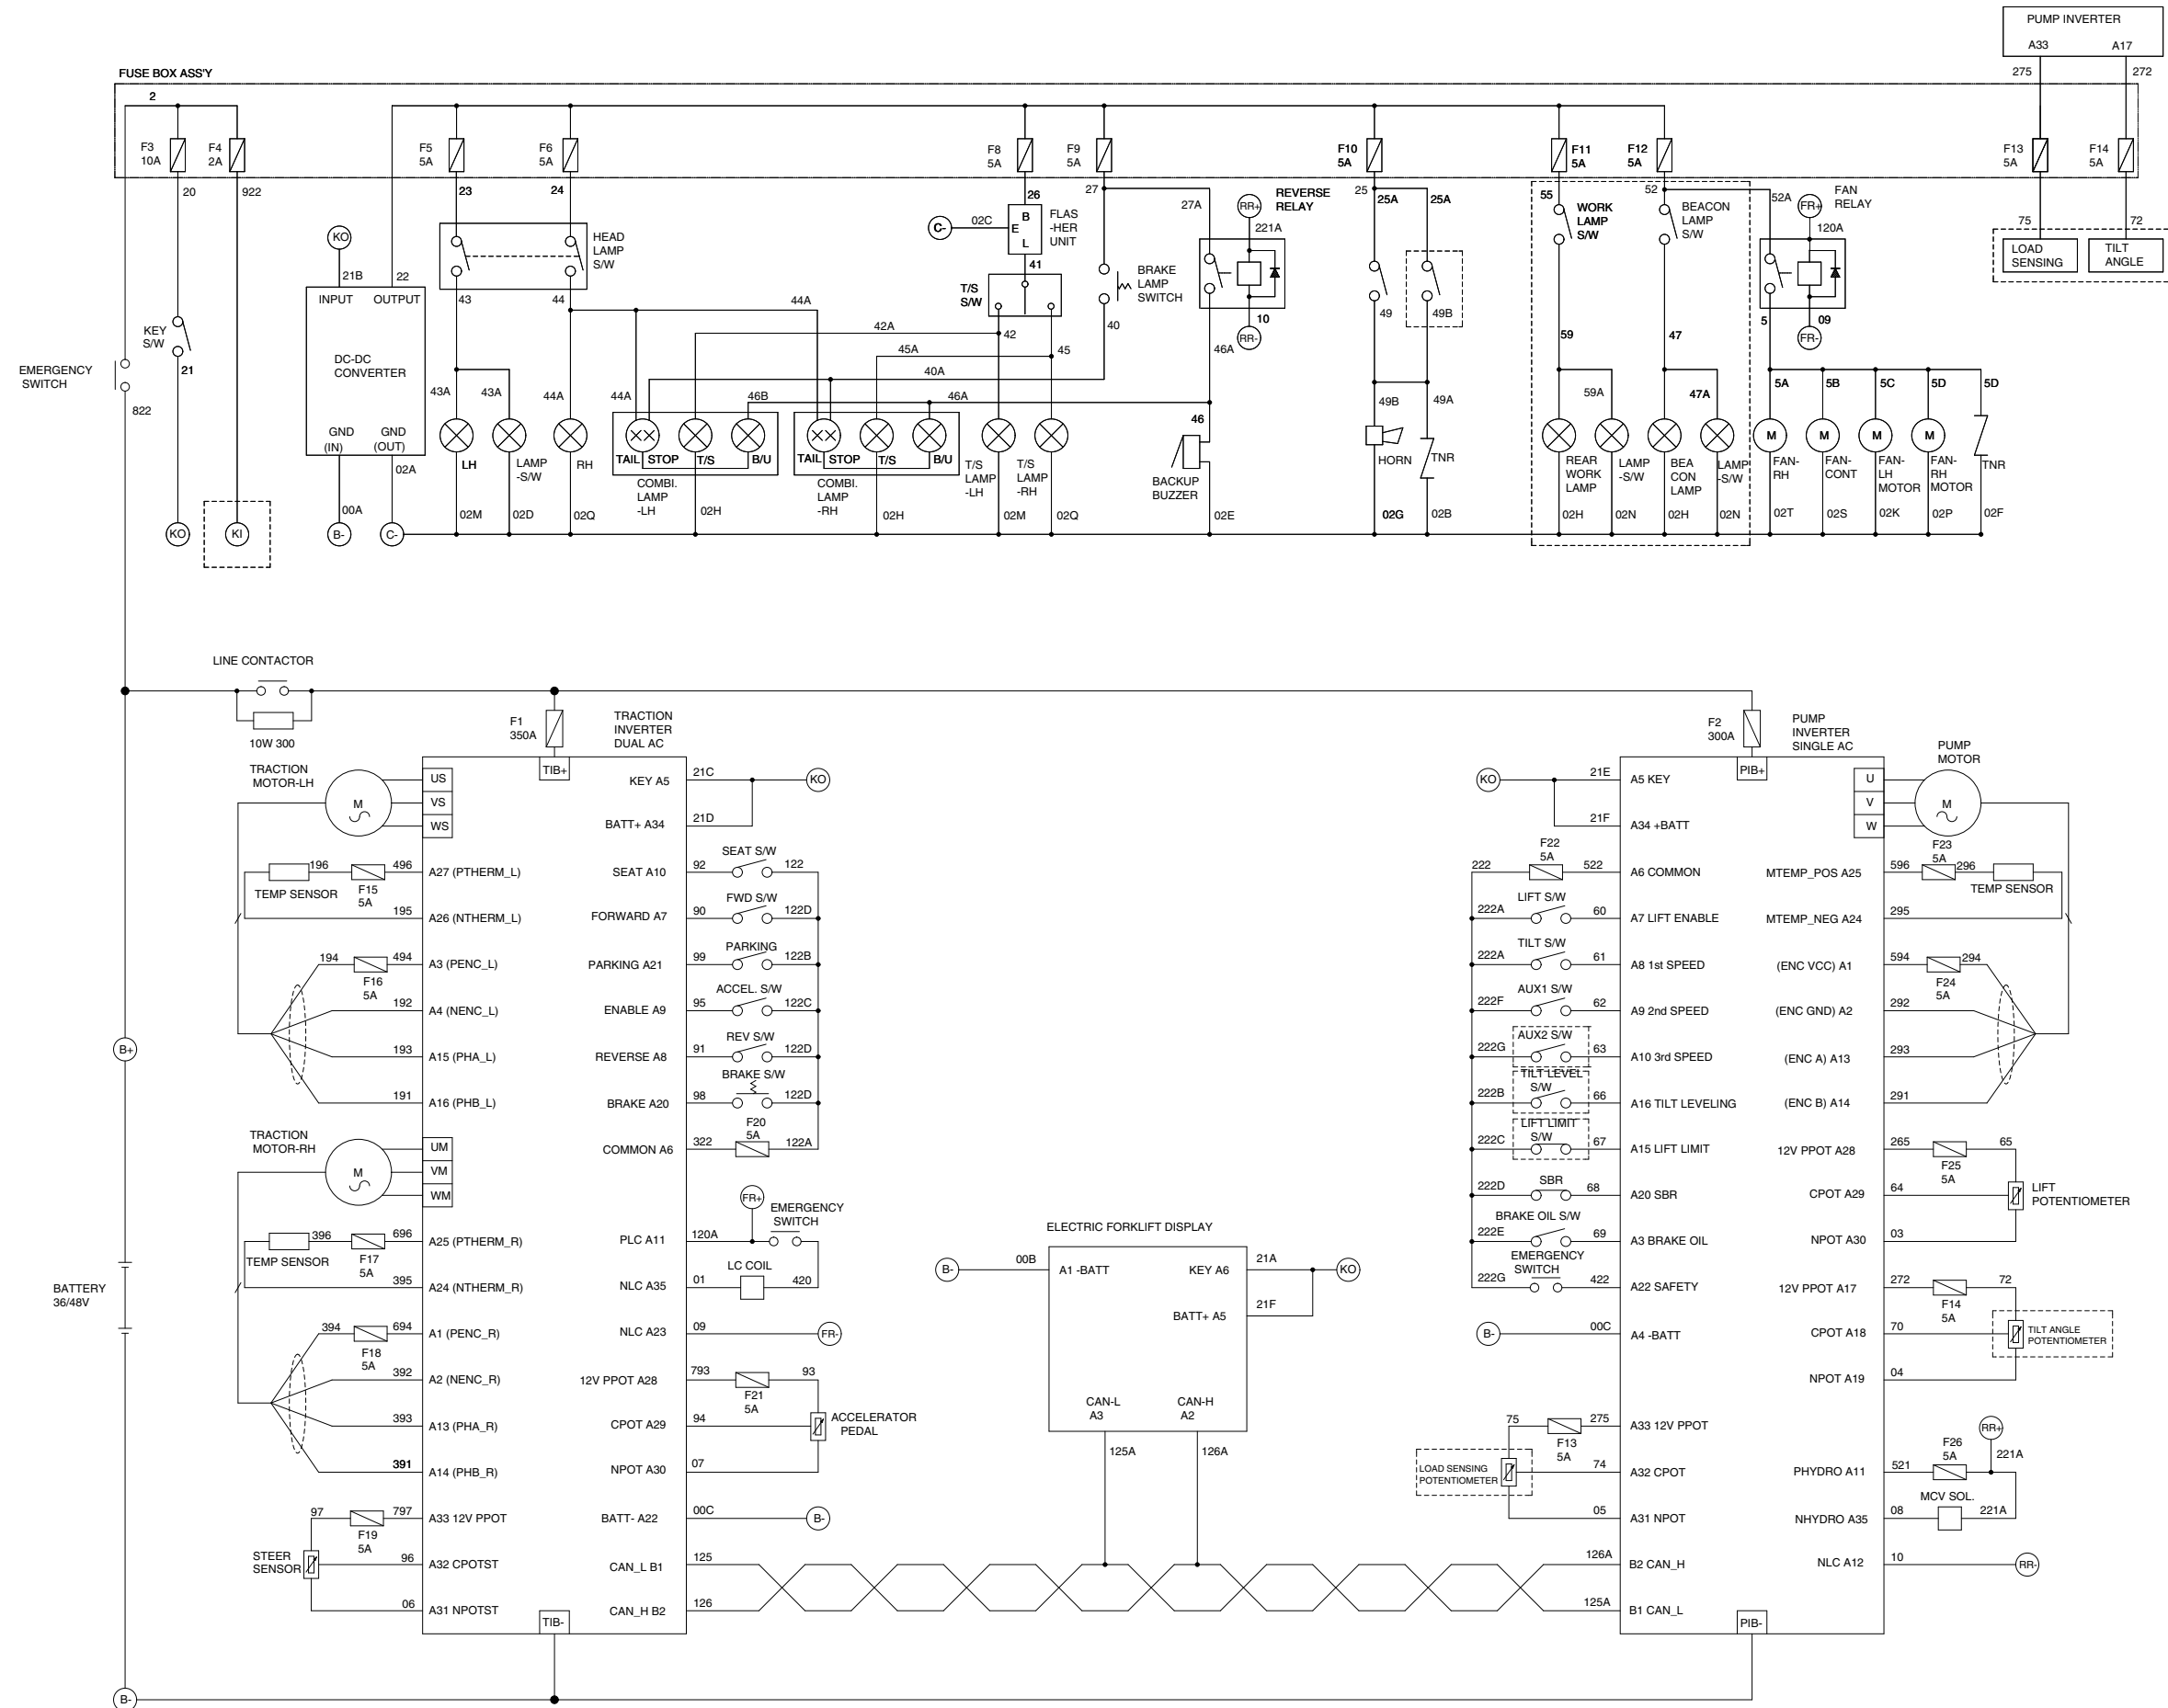 PUMP INVERTER
A33 A17
275 272
FUSE BOX ASS'Y
2
F3
10A
F4
2A
F5
5A
F6
5A
F8
5A
F9
5A
F10
5A
F11
5A
F12
5A
F13
5A
F14
5A
20 922 23 24 26 27 27A 25 25A 25A 55 52 52A 75 72
REVERSE
RELAY
FAN
RELAY
RR+
221A
FR+
120A
C-
02C
B
E
L
FLAS
-HER
UNIT
WORK
LAMP
S/W
BEACON
LAMP
S/W
LOAD
SENSING
TILT
ANGLE
KO
21B 22
HEAD
LAMP
S/W
41
T/S
S/W
BRAKE
LAMP
SWITCH
INPUT OUTPUT
DC-DC
CONVERTER
GND
(IN)
GND
(OUT)
43 44 44A 42A 42 45A 45 40 40A
49 49B
10
RR-
5 09
FR-
KEY
S/W
21
EMERGENCY
SWITCH
822
46A
59 47
43A 43A 44A 44A 46B 46A 46 49B 49A 59A 47A 5A 5B 5C 5D 5D
LH
LAMP
-S/W
RH
TAIL STOP T/S B/U
COMBI.
LAMP
-LH
TAIL STOP T/S B/U
COMBI.
LAMP
-RH
T/S
LAMP
-LH
T/S
LAMP
-RH
BACKUP
BUZZER
HORN
TNR
REAR
WORK
LAMP
LAMP
-S/W
BEA
CON
LAMP
LAMP
-S/W
M M M M
FAN-
RH
FAN-
CONT
FAN-
LH
MOTOR
FAN-
RH
MOTOR
TNR
00A 02A 02M 02D 02Q 02H 02H 02M 02Q 02E 02G 02B 02H 02N 02H 02N 02T 02S 02K 02P 02F
KO KI B- C-
LINE CONTACTOR
10W 300
F1
350A
TRACTION
INVERTER
DUAL AC
TIB+
TRACTION
MOTOR-LH
M
US
VS
WS
196 496 A27 (PTHERM_L)
TEMP SENSOR
F15
5A
195 A26 (NTHERM_L)
194 494 A3 (PENC_L)
F16
5A
192 A4 (NENC_L)
193 A15 (PHA_L)
191 A16 (PHB_L)
B+
TRACTION
MOTOR-RH
M
UM
VM
WM
396 696 A25 (PTHERM_R)
TEMP SENSOR
F17
5A
395 A24 (NTHERM_R)
BATTERY
36/48V
394 694 A1 (PENC_R)
F18
5A
392 A2 (NENC_R)
393 A13 (PHA_R)
391 A14 (PHB_R)
97 797 A33 12V PPOT
F19
5A
STEER
SENSOR
96 A32 CPOTST
06 A31 NPOTST
TIB-
B-
KEY A5 21C KO
BATT+ A34 21D
SEAT S/W
SEAT A10 92 122
FWD S/W
FORWARD A7 90 122D
PARKING
PARKING A21 99 122B
ACCEL. S/W
ENABLE A9 95 122C
REV S/W
REVERSE A8 91 122D
BRAKE S/W
BRAKE A20 98 122D
F20
5A
COMMON A6 322 122A
FR+
EMERGENCY
SWITCH
PLC A11 120A
LC COIL
NLC A35 01 420
NLC A23 09 FR-
12V PPOT A28 793 93
F21
5A
CPOT A29 94
ACCELERATOR
PEDAL
NPOT A30 07
BATT- A22 00C B-
CAN_L B1 125
CAN_H B2 126
ELECTRIC FORKLIFT DISPLAY
B- 00B A1 -BATT
KEY A6 21A KO
BATT+ A5 21F
CAN-L
A3
CAN-H
A2
125A 126A
F2
300A
PUMP
INVERTER
SINGLE AC
PIB+
KO 21E A5 KEY
21F A34 +BATT
F22
5A
222 522 A6 COMMON
LIFT S/W
222A 60 A7 LIFT ENABLE
TILT S/W
222A 61 A8 1st SPEED
AUX1 S/W
222F 62 A9 2nd SPEED
AUX2 S/W
222G 63 A10 3rd SPEED
TILT LEVEL
S/W
222B 66 A16 TILT LEVELING
LIFT LIMIT
S/W
222C 67 A15 LIFT LIMIT
SBR
222D 68 A20 SBR
BRAKE OIL S/W
222E 69 A3 BRAKE OIL
EMERGENCY
SWITCH
222G 422 A22 SAFETY
B- 00C A4 -BATT
75 275 A33 12V PPOT
F13
5A
LOAD SENSING
POTENTIOMETER
74 A32 CPOT
05 A31 NPOT
126A B2 CAN_H
125A B1 CAN_L
PIB-
PUMP
MOTOR
M
U
V
W
F23
5A
MTEMP_POS A25 596 296
TEMP SENSOR
MTEMP_NEG A24 295
(ENC VCC) A1 594 294
F24
5A
(ENC GND) A2 292
(ENC A) A13 293
(ENC B) A14 291
12V PPOT A28 265 65
F25
5A
CPOT A29 64
LIFT
POTENTIOMETER
NPOT A30 03
12V PPOT A17 272 72
F14
5A
CPOT A18 70
TILT ANGLE
POTENTIOMETER
NPOT A19 04
RR+
F26
5A
221A
PHYDRO A11 521
MCV SOL.
NHYDRO A35 08 221A
NLC A12 10 RR-